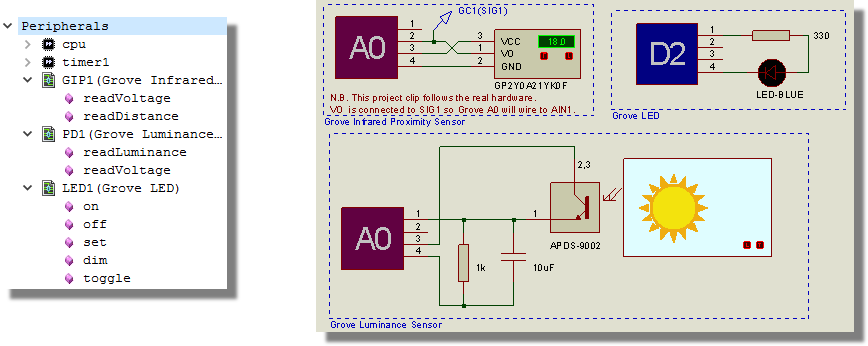 Peripherals
cpu
timer1
GIP1(Grove Infrared...
readVoltage
readDistance
PD1(Grove Luminance...
readLuminance
readVoltage
LED1(Grove LED)
on
off
set
dim
toggle
GC1(SIG1)
A0
1
2
3
4
3
1
2
VCC
VO
GND
18.0
GP2Y0A21YK0F
N.B. This project clip follows the real hardware.
VO is connected to SIG1 so Grove A0 will wire to AIN1.
Grove Infrared Proximity Sensor
D2
1
2
3
4
330
LED-BLUE
Grove LED
A0
1
2
3
4
1k
10uF
1
2,3
APDS-9002
Grove Luminance Sensor